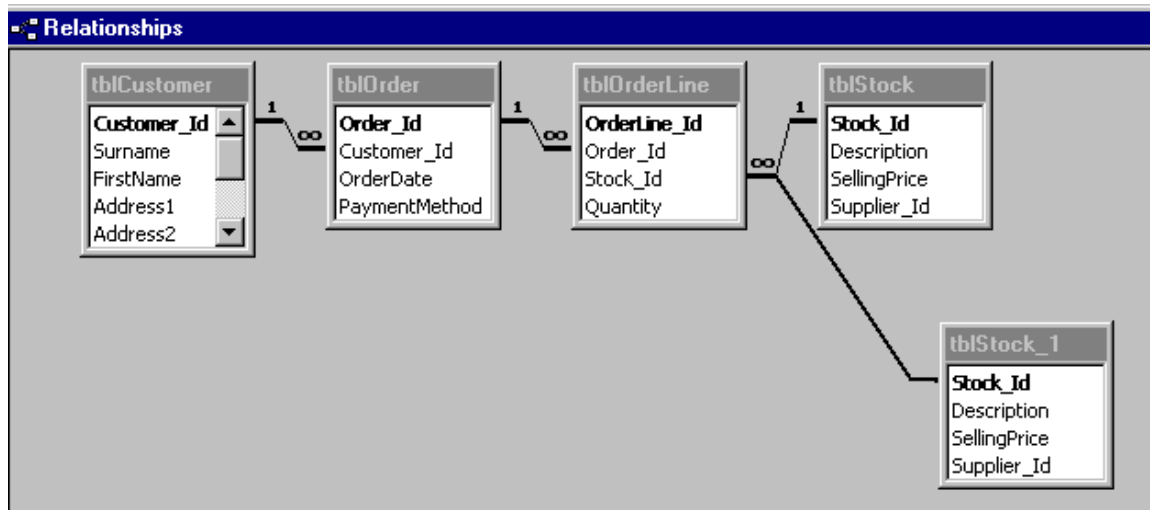 Relationships
tblCustomer
Customer_Id
Surname
FirstName
Address1
Address2
1
∞
tblOrder
Order_Id
Customer_Id
OrderDate
PaymentMethod
1
∞
tblOrderLine
OrderLine_Id
Order_Id
Stock_Id
Quantity
∞
1
tblStock
Stock_Id
Description
SellingPrice
Supplier_Id
tblStock_1
Stock_Id
Description
SellingPrice
Supplier_Id